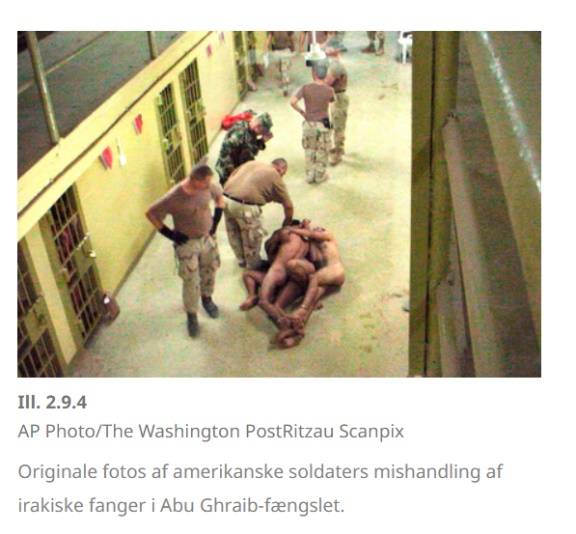 Ill. 2.9.4
AP Photo/The Washington PostRitzau Scanpix
Originale fotos af amerikanske soldaters mishandling af
irakiske fanger i Abu Ghraib-fængslet.